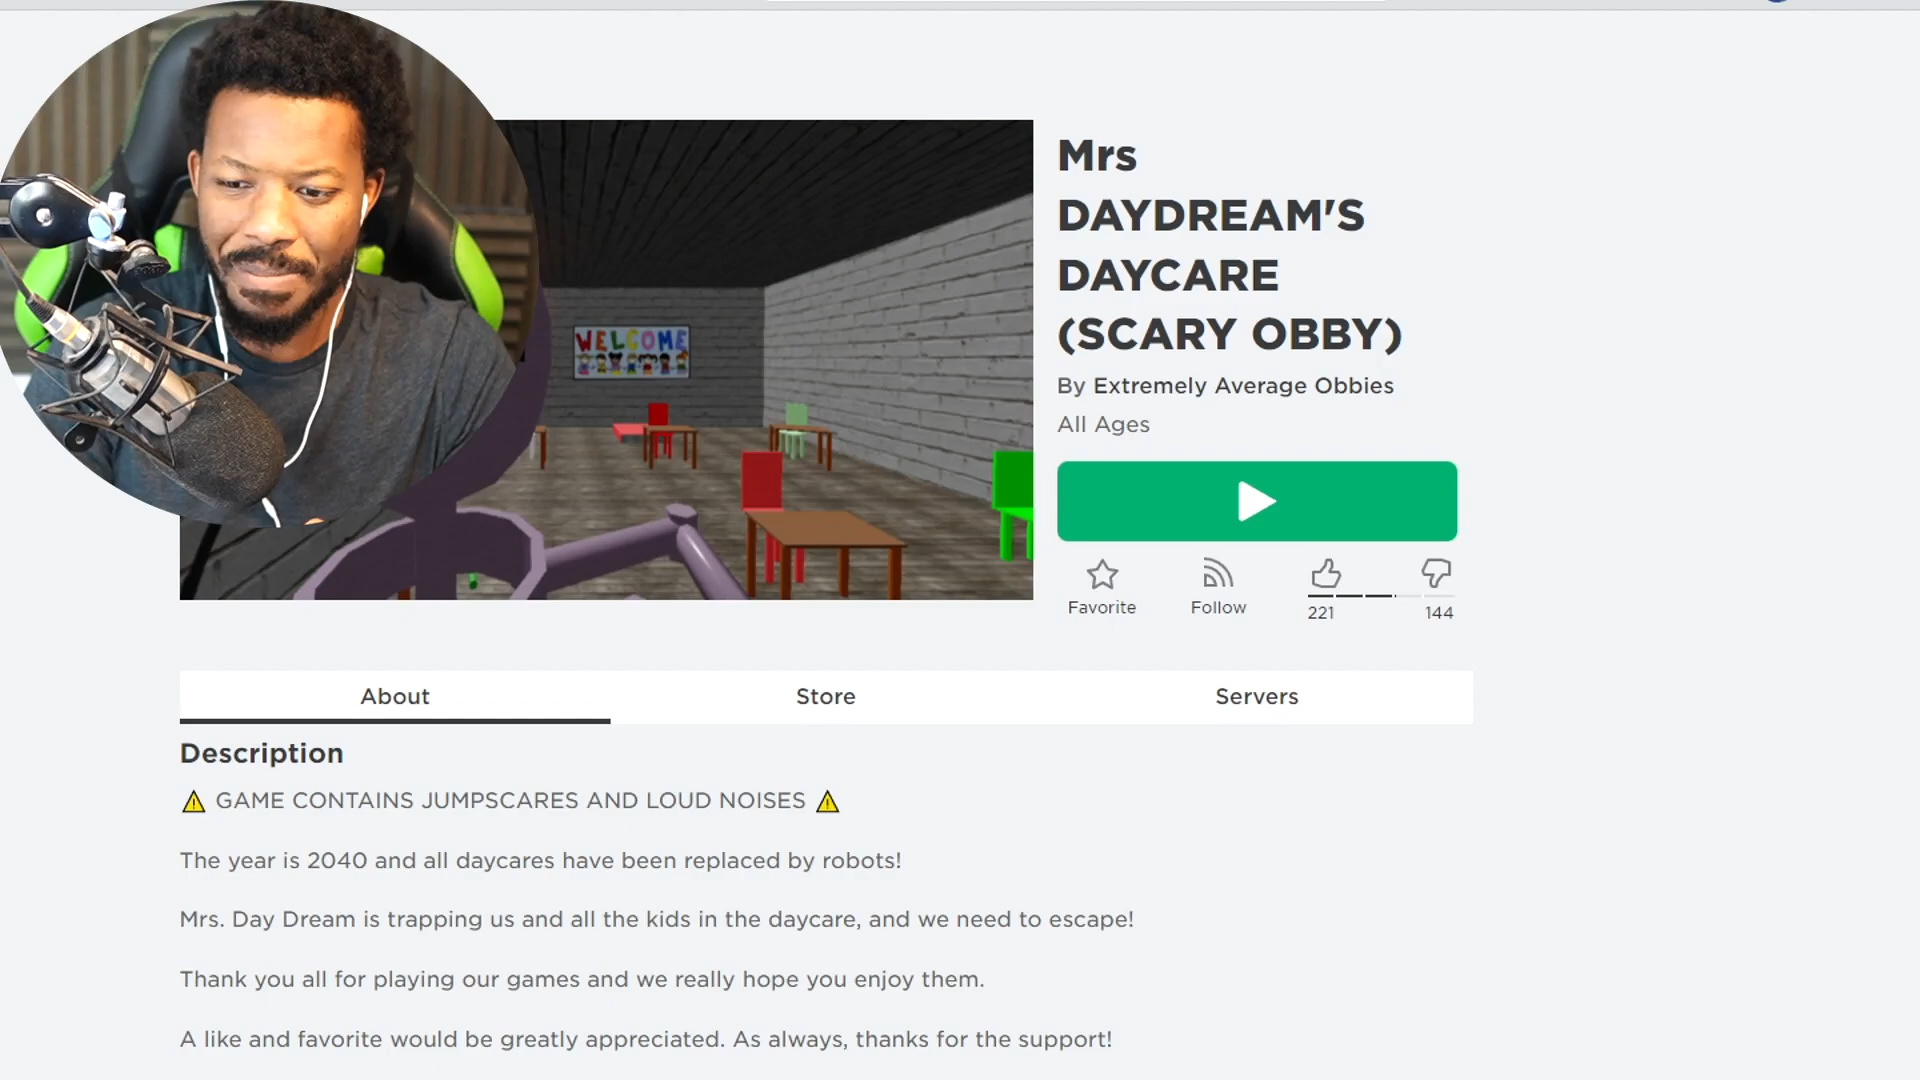 WELCOME
Mrs
DAYDREAM'S
DAYCARE
(SCARY OBBY)
By Extremely Average Obbies
All Ages
Favorite
Follow
221
144
About
Store
Servers
Description
⚠ GAME CONTAINS JUMPSCARES AND LOUD NOISES ⚠
The year is 2040 and all daycares have been replaced by robots!
Mrs. Day Dream is trapping us and all the kids in the daycare, and we need to escape!
Thank you all for playing our games and we really hope you enjoy them.
A like and favorite would be greatly appreciated. As always, thanks for the support!